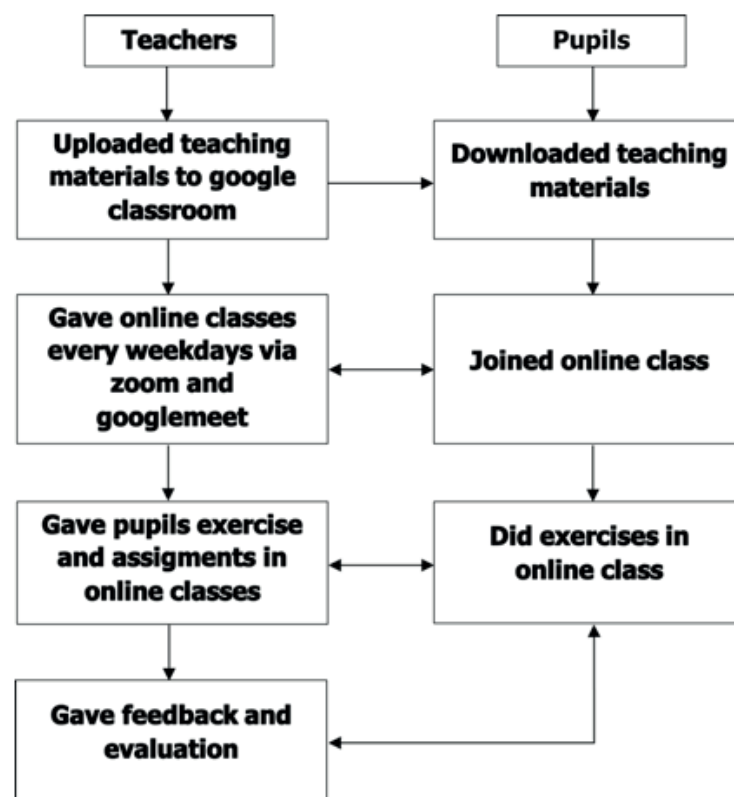 Teachers
Pupils
Uploaded teaching
materials to google
classroom
Downloaded teaching
materials
Gave online classes
every weekdays via
zoom and
googlemeet
Joined online class
Gave pupils exercise
and assigments in
online classes
Did exercises in
online class
Gave feedback and
evaluation